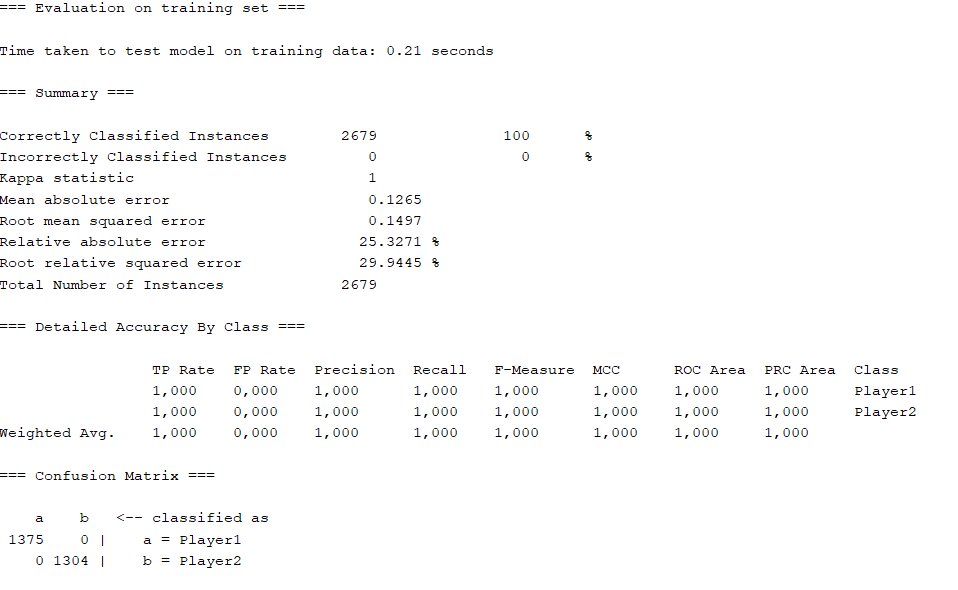 === Evaluation on training set ===
Time taken to test model on training data: 0.21 seconds
=== Summary ===
Correctly Classified Instances 2679 100 %
Incorrectly Classified Instances 0 0 %
Kappa statistic 1
Mean absolute error 0.1265
Root mean squared error 0.1497
Relative absolute error 25.3271 %
Root relative squared error 29.9445 %
Total Number of Instances 2679
=== Detailed Accuracy By Class ===
TP Rate FP Rate Precision Recall F-Measure MCC ROC Area PRC Area Class
1,000 0,000 1,000 1,000 1,000 1,000 1,000 1,000 Player1
1,000 0,000 1,000 1,000 1,000 1,000 1,000 1,000 Player2
Weighted Avg. 1,000 0,000 1,000 1,000 1,000 1,000 1,000 1,000
=== Confusion Matrix ===
a b <-- classified as
1375 0 | a = Player1
0 1304 | b = Player2